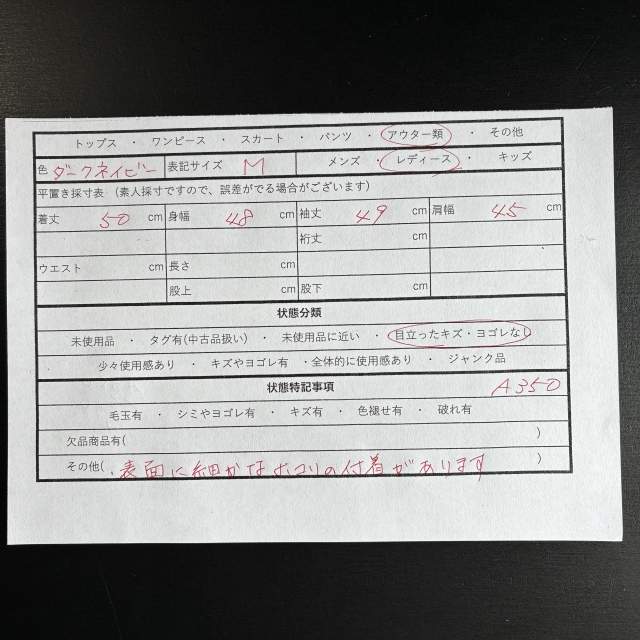 トップス ・ ワンピース ・ スカート ・ パンツ ・ アウター類 ・ その他
色 ダークネイビー 表記サイズ M メンズ ・ レディース ・ キッズ
平置き採寸表 (素人採寸ですので、誤差がでる場合がございます)
着丈 50 cm 身幅 48 cm 袖丈 49 cm 肩幅 45 cm
裄丈 cm
ウエスト cm 長さ cm
股上 cm 股下 cm
状態分類
未使用品 ・ タグ有(中古品扱い) ・ 未使用品に近い ・ 目立ったキズ・ヨゴレなし
少々使用感あり ・ キズやヨゴレ有 ・全体的に使用感あり ・ ジャンク品
状態特記事項 A350
毛玉有 ・ シミやヨゴレ有 ・ キズ有 ・ 色褪せ有 ・ 破れ有
欠品商品有( )
その他( ・表面に細かなホコリの付着があります )